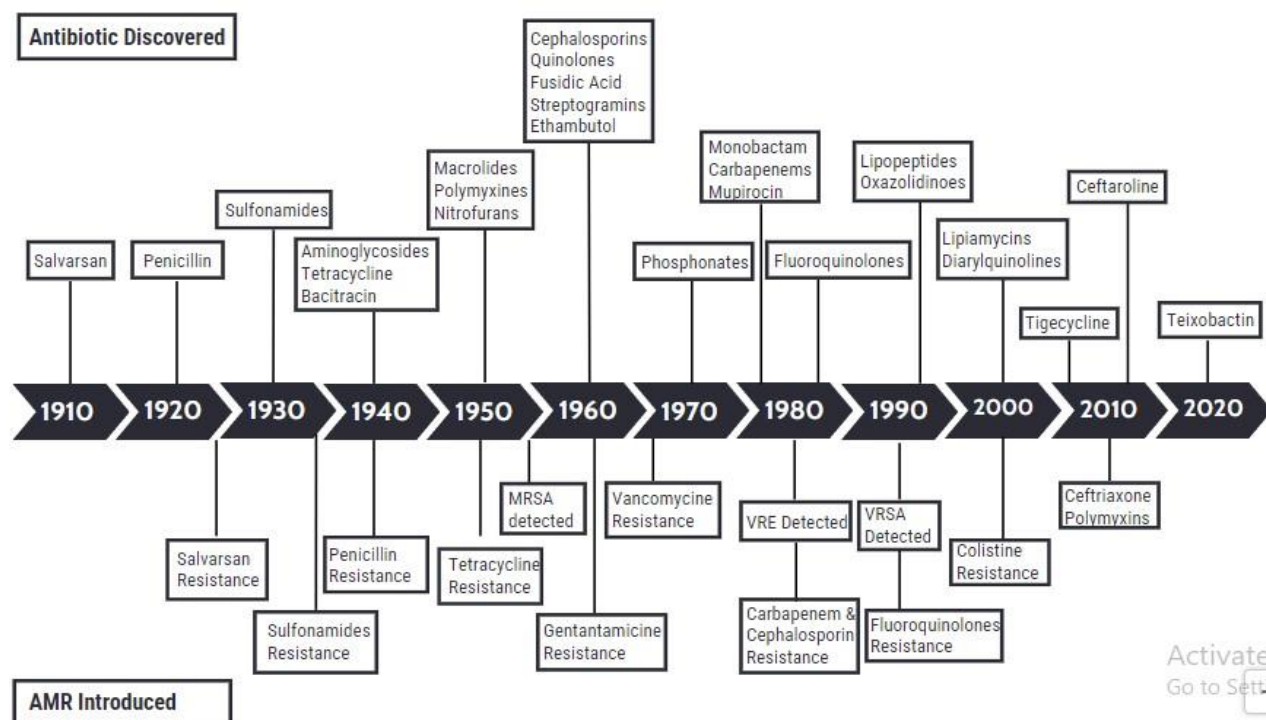 Antibiotic Discovered
Cephalosporins
Quinolones
Fusidic Acid
Streptogramins
Ethambutol
Monobactam
Carbapenems
Mupirocin
Lipopeptides
Oxazolidinoes
Macrolides
Polymyxines
Nitrofurans
Ceftaroline
Sulfonamides
Salvarsan
Penicillin
Aminoglycosides
Tetracycline
Bacitracin
Phosphonates
Fluoroquinolones
Lipiamycins
Diarylquinolines
Tigecycline
Teixobactin
1910
1920
1930
1940
1950
1960
1970
1980
1990
2000
2010
2020
MRSA
detected
Vancomycine
Resistance
VRE Detected
VRSA
Detected
Ceftriaxone
Polymyxins
Salvarsan
Resistance
Penicillin
Resistance
Tetracycline
Resistance
Colistine
Resistance
Sulfonamides
Resistance
Gentantamicine
Resistance
Carbapenem &
Cephalosporin
Resistance
Fluoroquinolones
Resistance
AMR Introduced
Activate
Go to Sett